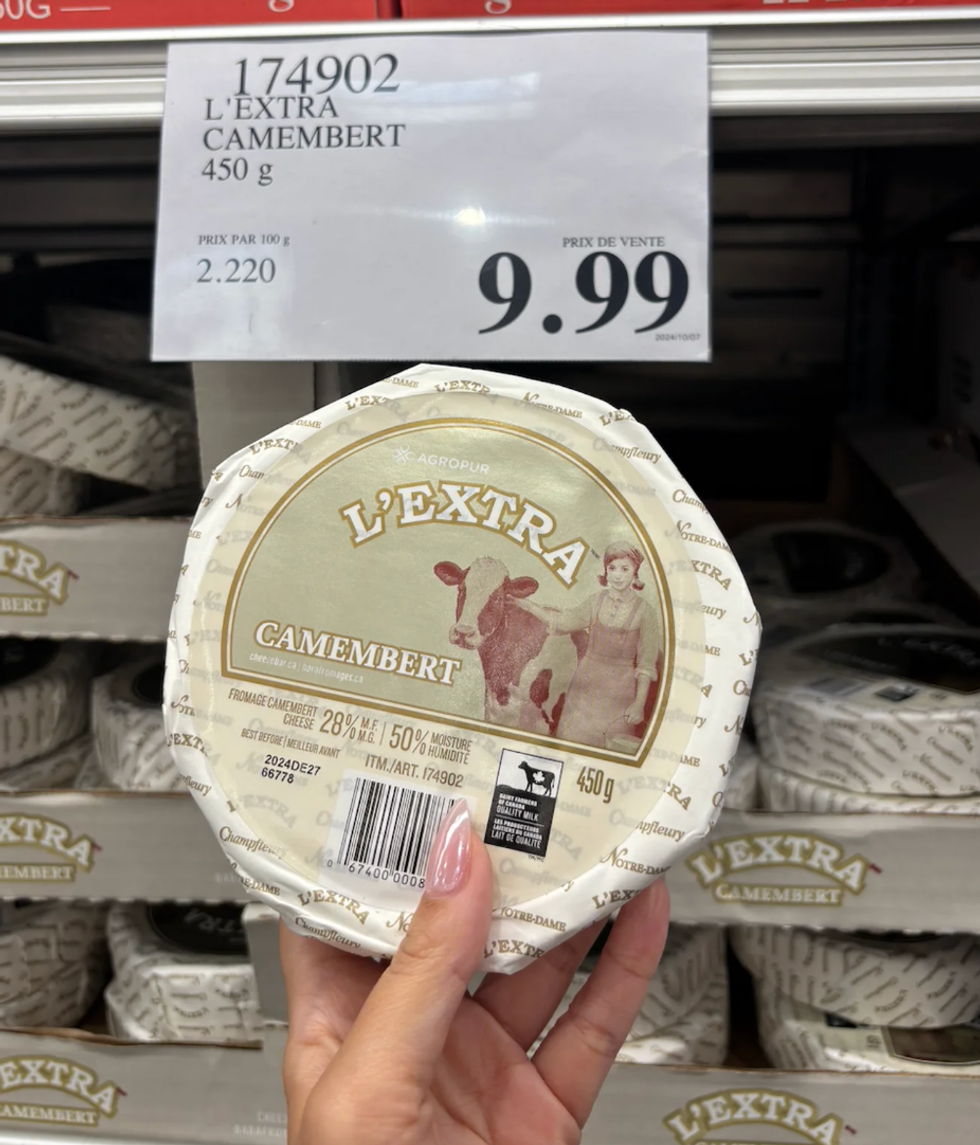 174902
L'EXTRA
CAMEMBERT
450 g
PRIX PAR 100 g
2.220
PRIX DE VENTE
9.99
2024/10/07
AGROPUR
L'EXTRA
CAMEMBERT
FROMAGE CAMEMBERT
CHEESE
28% M.F.
M.G.
50% MOISTURE
HUMIDITÉ
BEST BEFORE | MEILLEUR AVANT
2024DE27
66778
ITM./ART. 174902
450g
DAIRY FARMERS
OF CANADA
QUALITY MILK
LES PRODUCTEURS
LAITIERS DU CANADA
LAIT DE QUALITÉ
0 67400 0008
L'EXTRA
NOTRE-DAME
Champfleury
L'EXTRA
CAMEMBERT